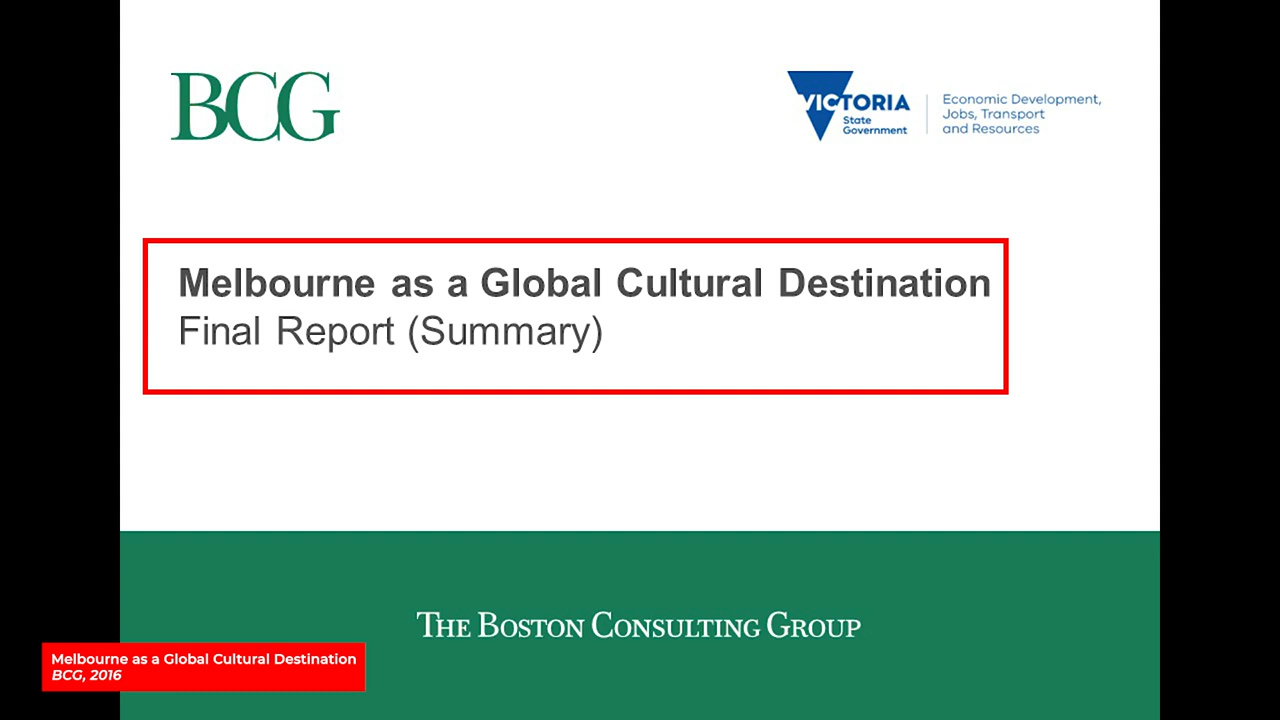 BCG
VICTORIA
State
Government
Economic Development,
Jobs, Transport
and Resources
Melbourne as a Global Cultural Destination
Final Report (Summary)
THE BOSTON CONSULTING GROUP
Melbourne as a Global Cultural Destination
BCG, 2016